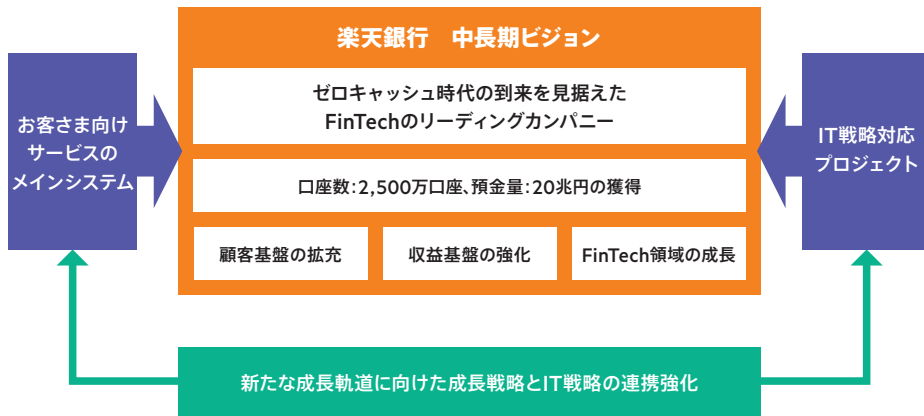 楽天銀行　中長期ビジョン
ゼロキャッシュ時代の到来を見据えた
FinTechのリーディングカンパニー
お客さま向け
サービスの
メインシステム
IT戦略対応
プロジェクト
口座数:2,500万口座、預金量:20兆円の獲得
顧客基盤の拡充
収益基盤の強化
FinTech領域の成長
新たな成長軌道に向けた成長戦略とIT戦略の連携強化